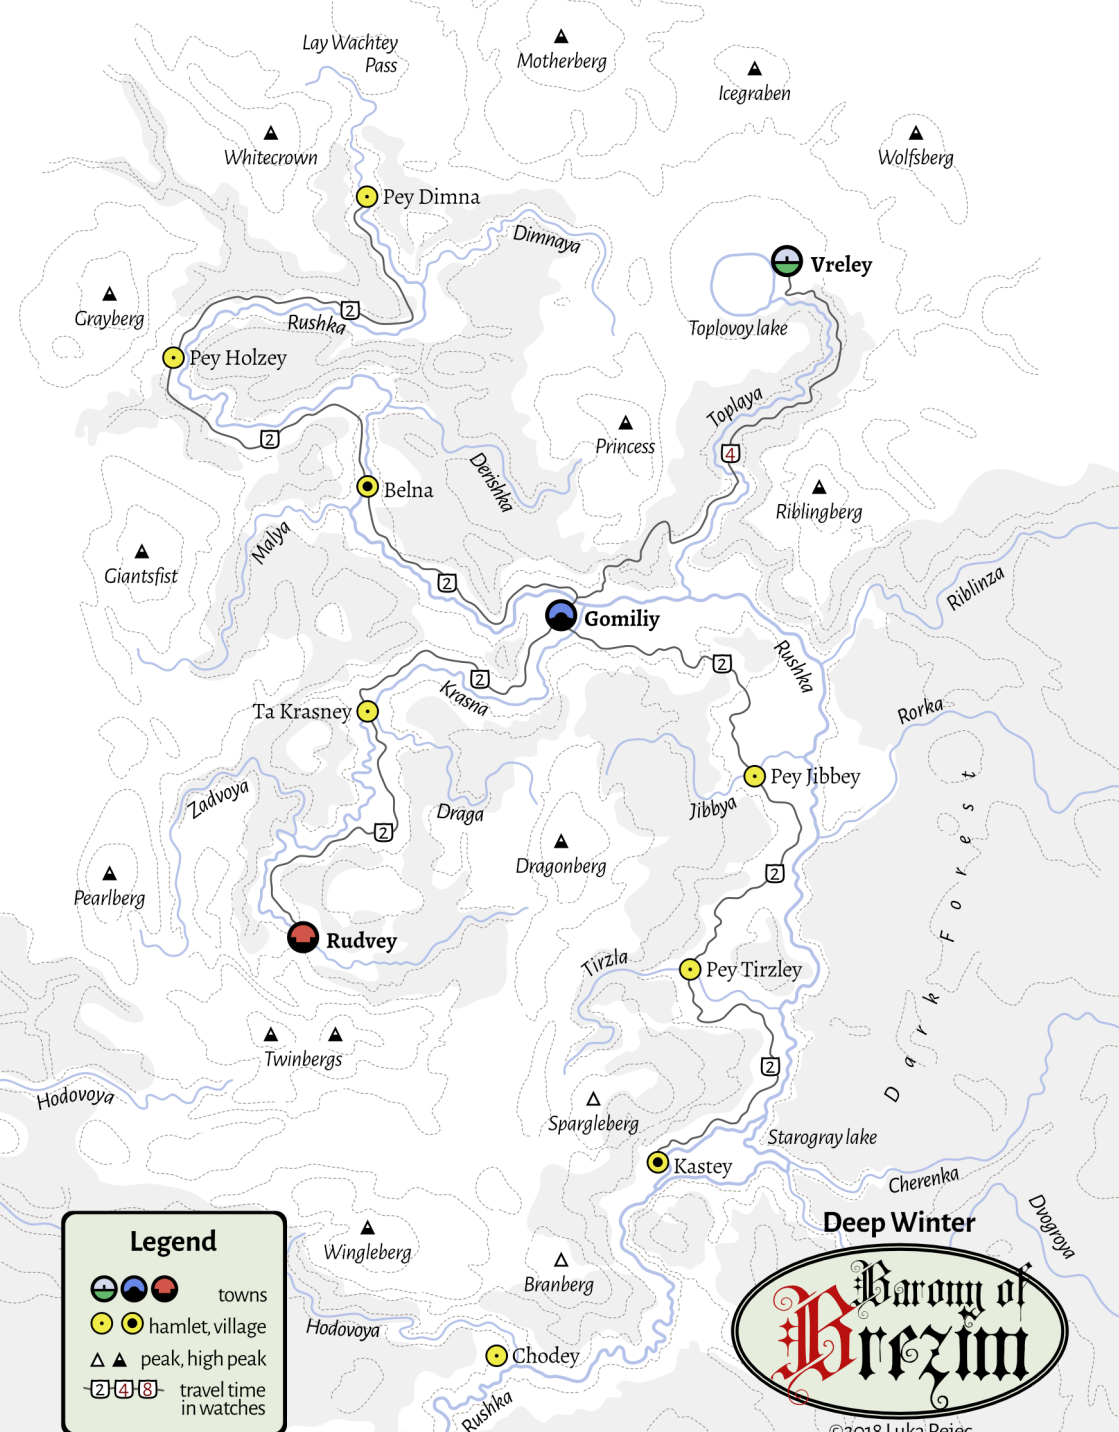 Lay Wachtey
Pass
Motherberg
Icegraben
Whitecrown
Wolfsberg
Pey Dimna
Dimnaya
Vreley
Grayberg
2
Rushka
Toplovoy lake
Pey Holzey
Toplaya
2
Princess
4
Derishka
Belna
Riblingberg
Malya
Giantsfist
2
Riblinza
Gomiliy
Rushka
2
2
Krasna
Ta Krasney
Rorka
Pey Jibbey
Zadvoya
Jibbya
Draga
2
Dragonberg
2
Pearlberg
Dark Forest
Rudvey
Tirzla
Pey Tirzley
Twinbergs
2
Hodovoya
Spargleberg
Starogray lake
Kastey
Cherenka
Dvogroya
Wingleberg
Branberg
Hodovoya
Chodey
Rushka
Legend
towns
hamlet, village
peak, high peak
2 4 8 travel time
in watches
Deep Winter
Barony of
Brezim
©2018 Luka Rejec